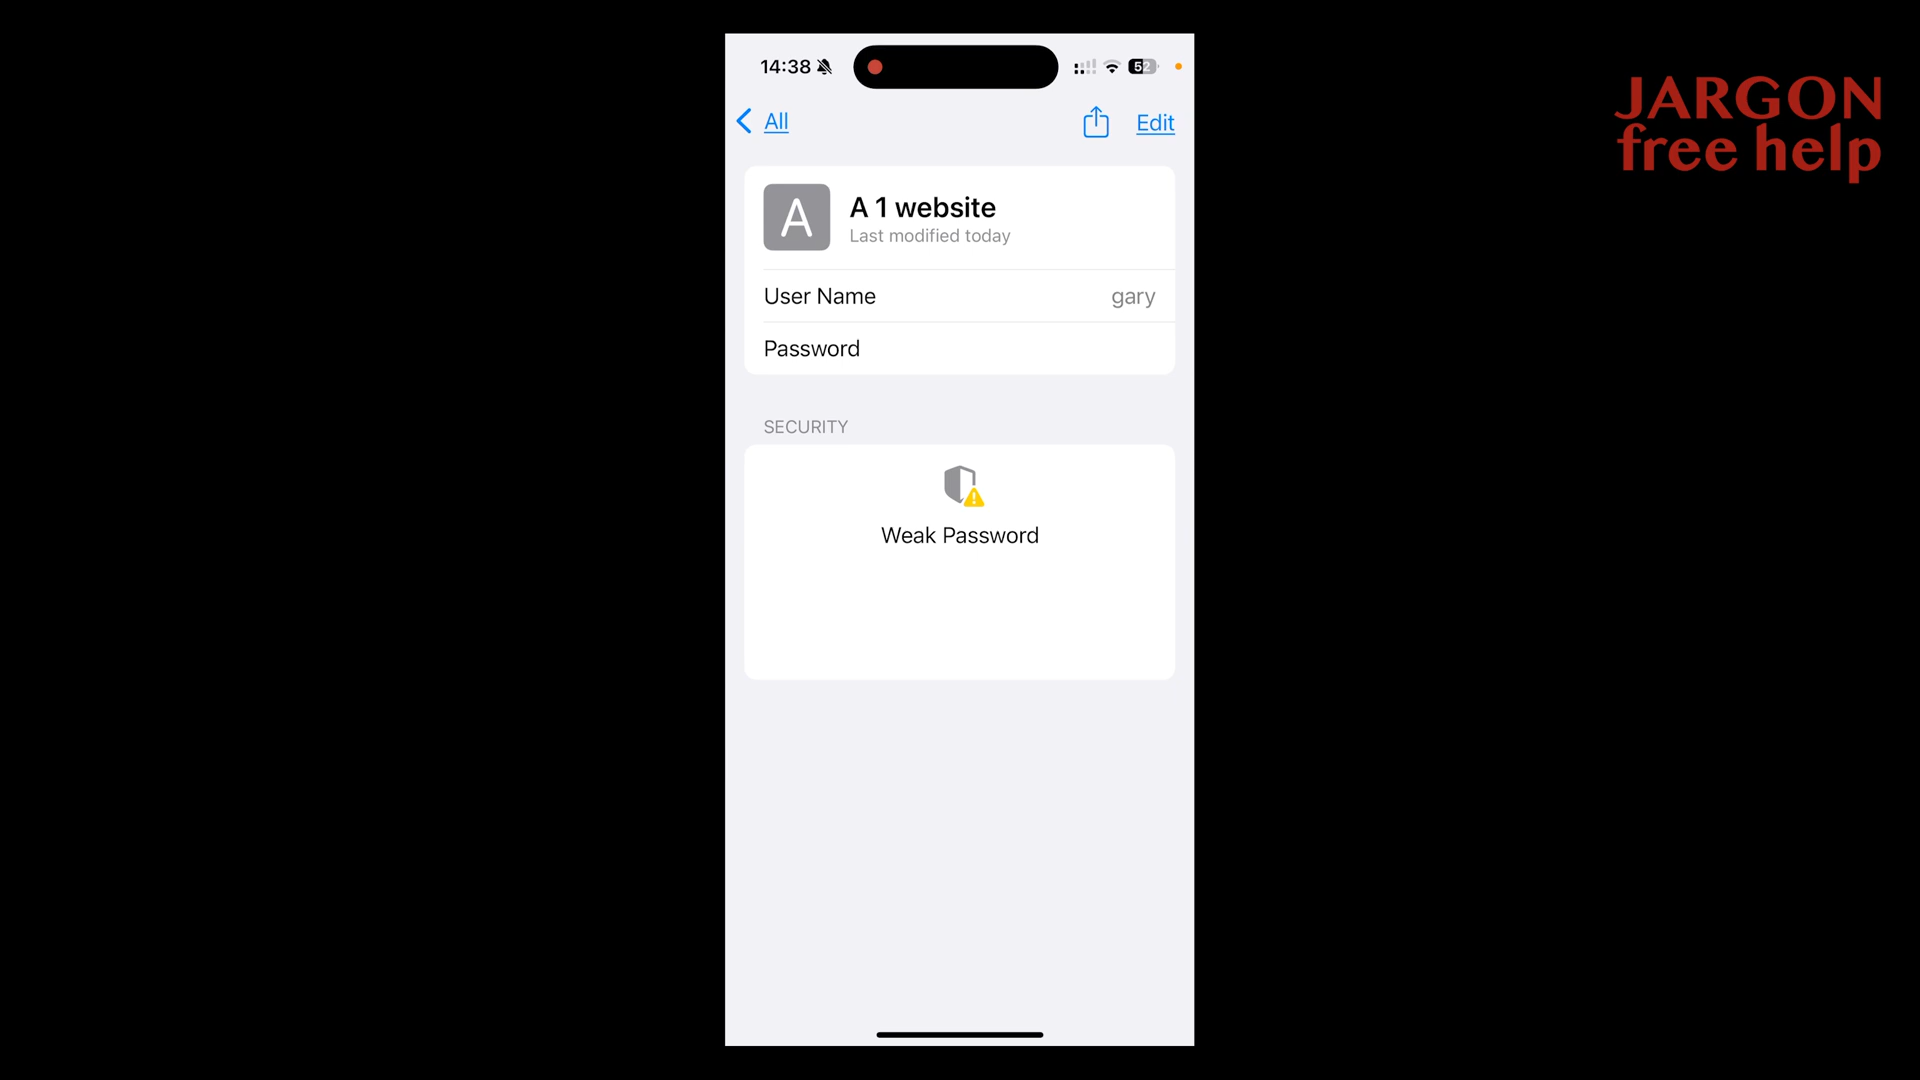 14:38
52
JARGON
free help
All
Edit
A
A 1 website
Last modified today
User Name
gary
Password
SECURITY
Weak Password